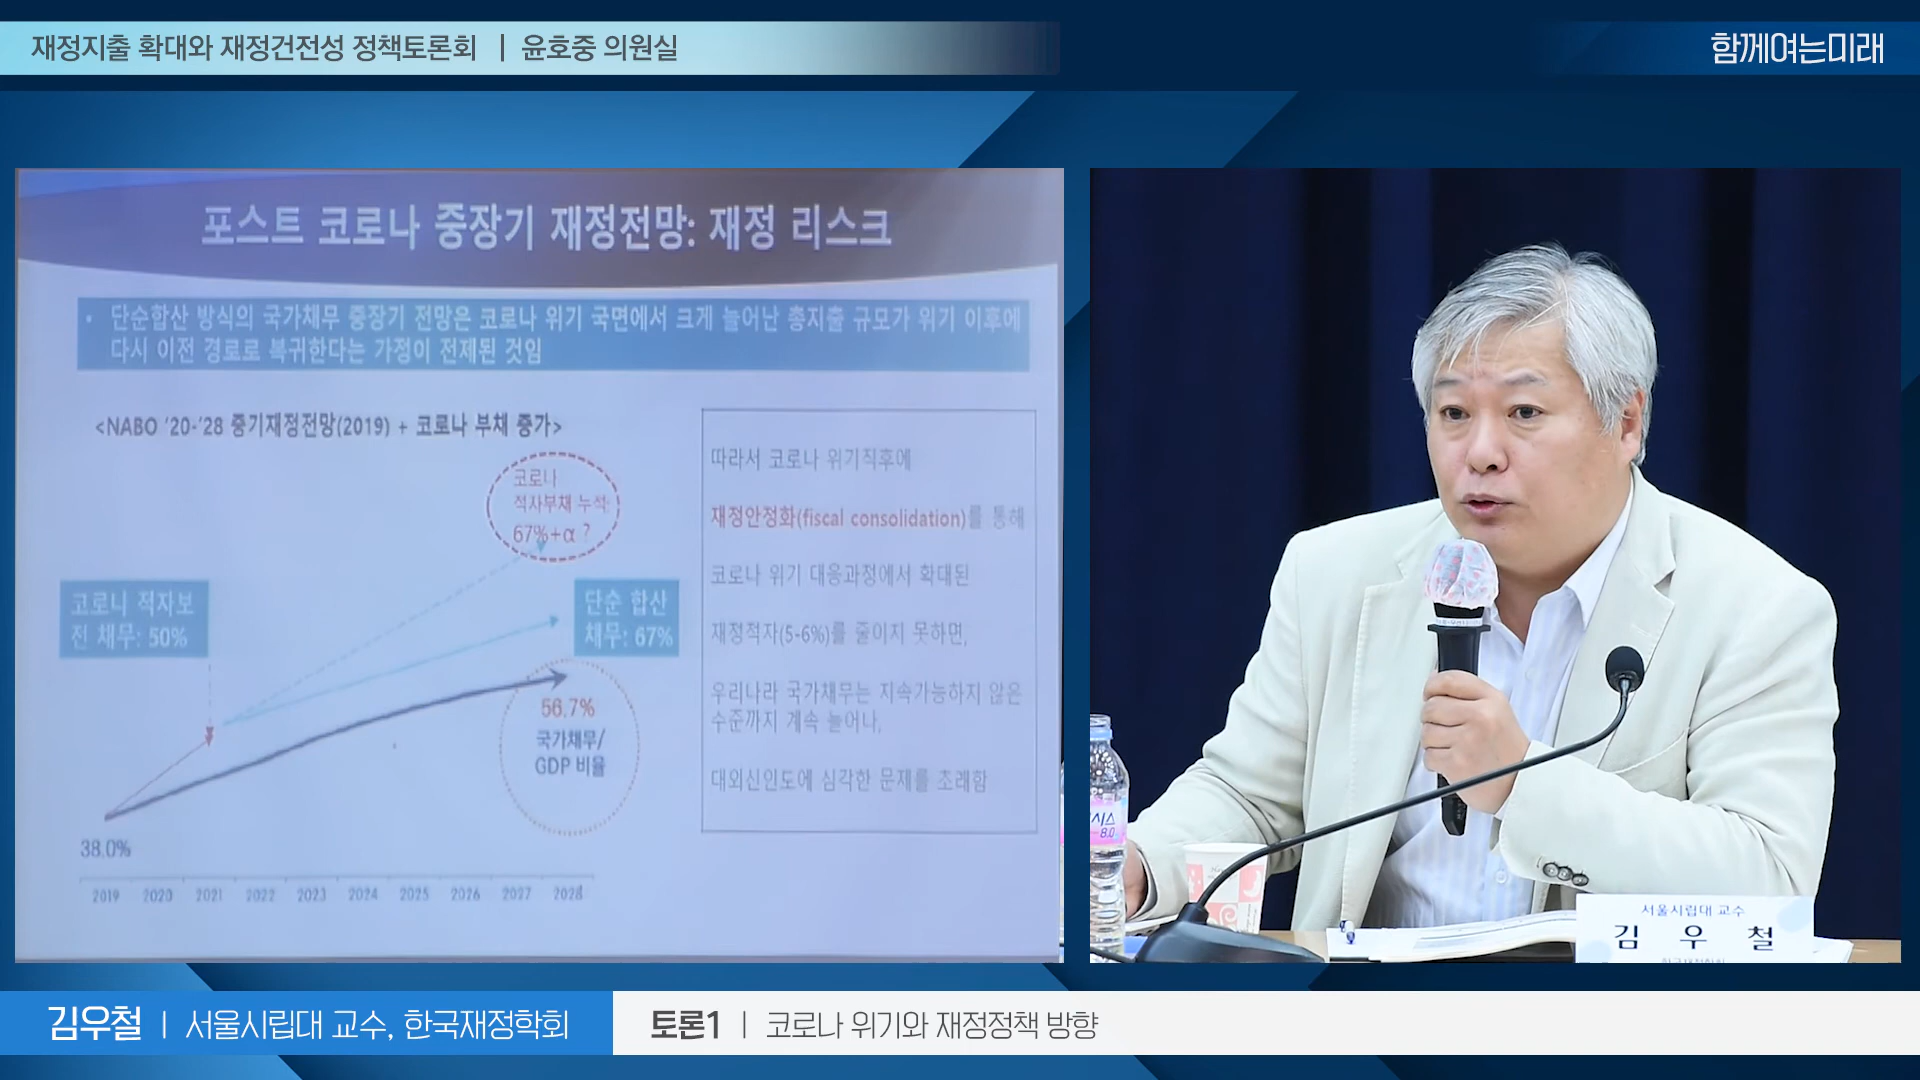 재정지출 확대와 재정건전성 정책토론회 | 윤호중 의원실
함께여는미래
포스트 코로나 중장기 재정전망: 재정 리스크
• 단순합산 방식의 국가채무 중장기 전망은 코로나 위기 국면에서 크게 늘어난 총지출 규모가 위기 이후에
다시 이전 경로로 복귀한다는 가정이 전제된 것임
<NABO '20-'28 중기재정전망(2019) + 코로나 부채 증가>
코로나
적자부채 누적
67%+α ?
코로나 적자보
전 채무: 50%
단순 합산
채무: 67%
56.7%
국가채무/
GDP 비율
38.0%
2019 2020 2021 2022 2023 2024 2025 2026 2027 2028
따라서 코로나 위기직후에
재정안정화(fiscal consolidation)를 통해
코로나 위기 대응과정에서 확대된
재정적자(5-6%)를 줄이지 못하면,
우리나라 국가채무는 지속가능하지 않은
수준까지 계속 늘어나,
대외신인도에 심각한 문제를 초래함
시스
8.0
서울시립대 교수
김 우 철
김우철 | 서울시립대 교수, 한국재정학회
토론1 | 코로나 위기와 재정정책 방향